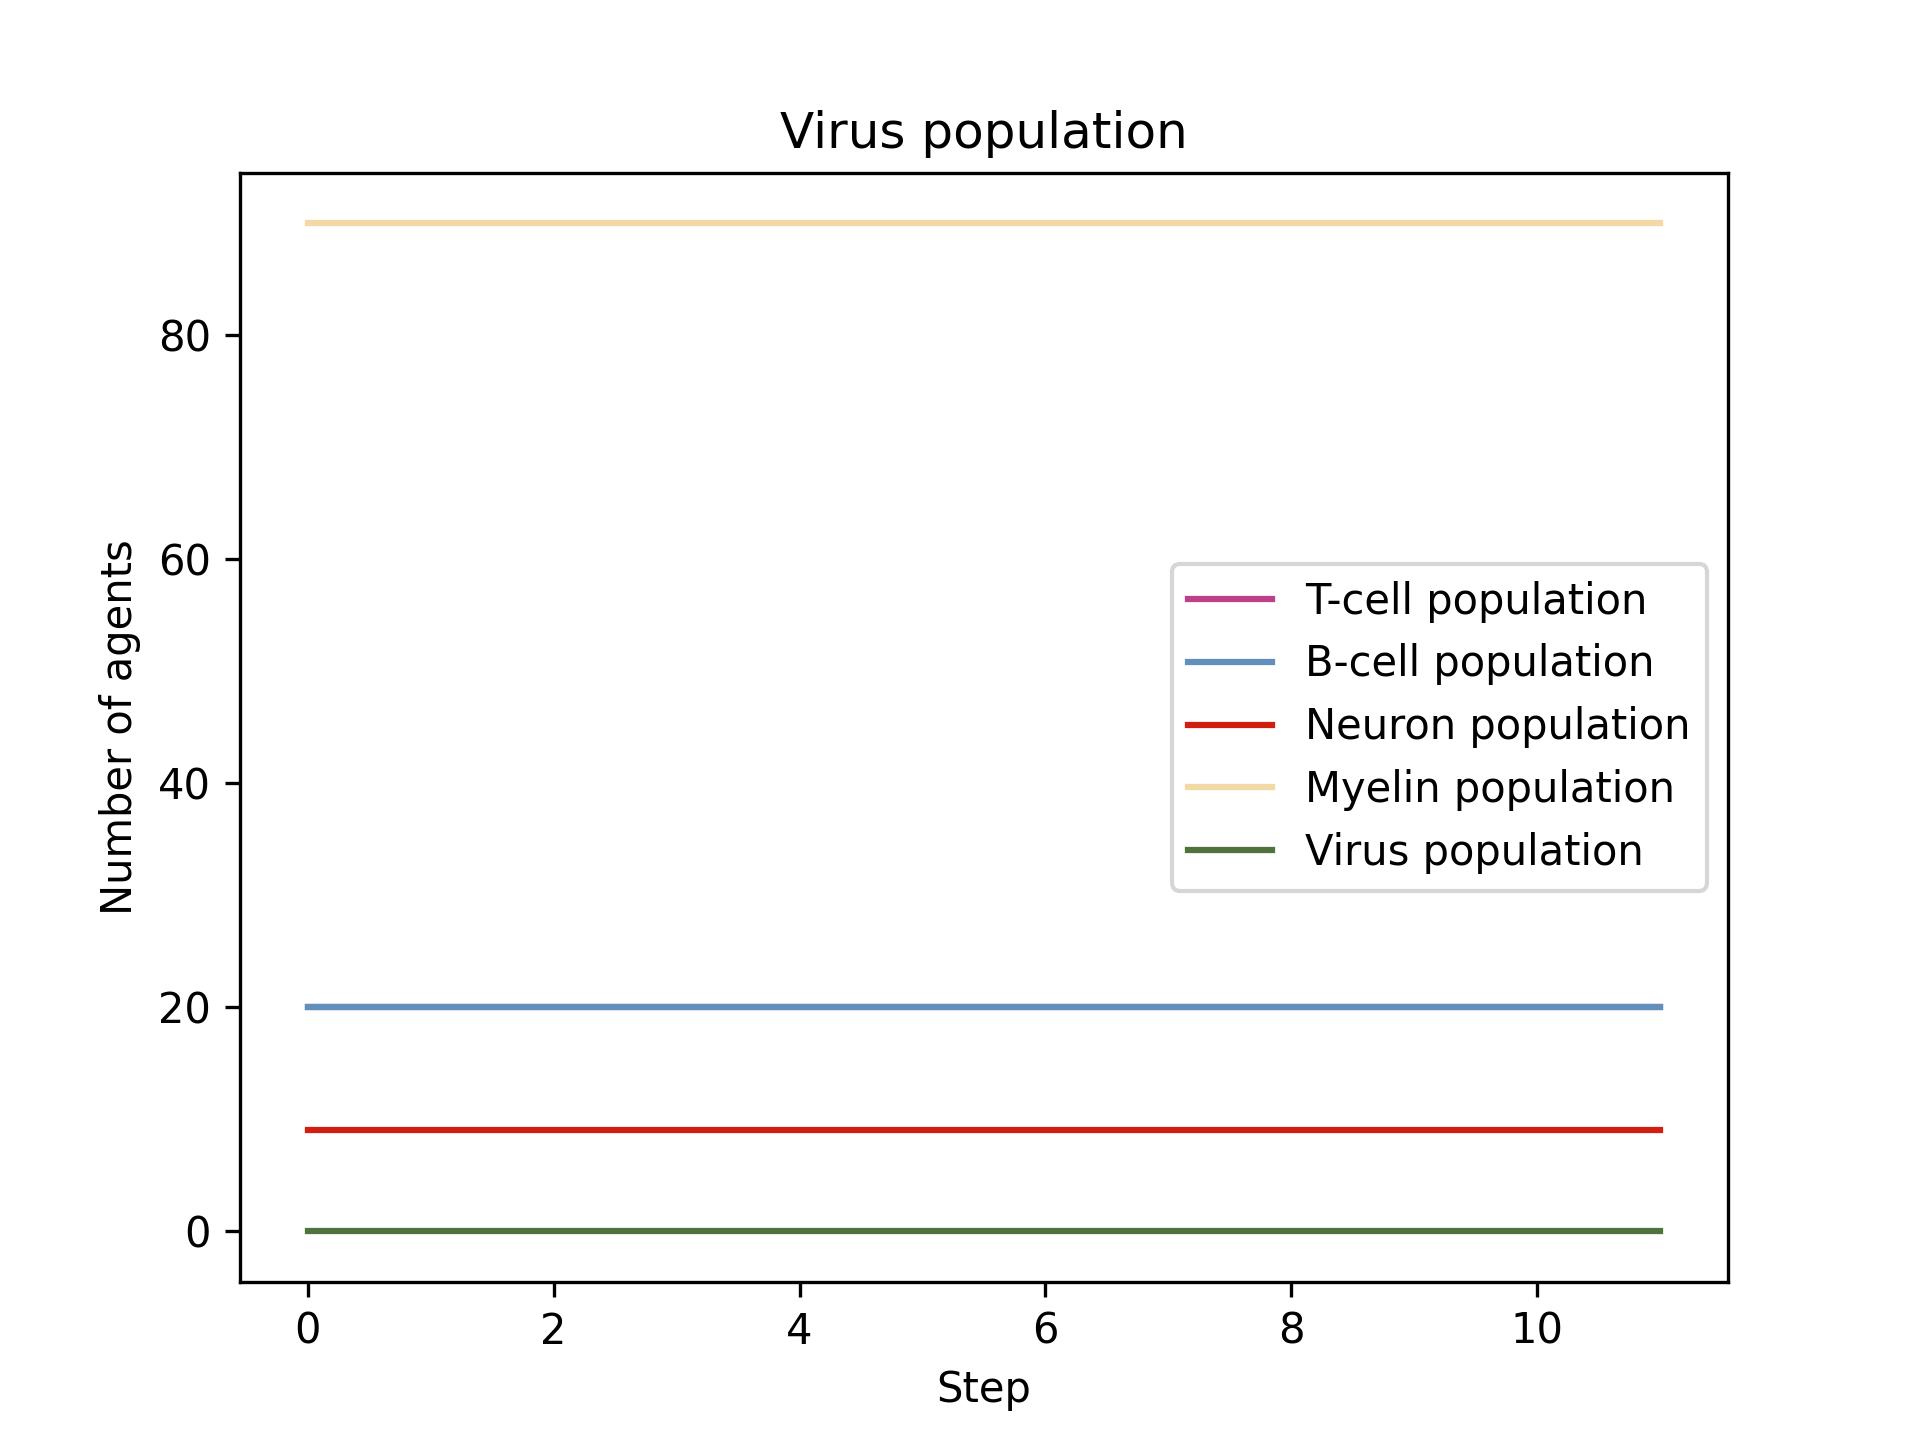 Virus population
80
60
40
20
0
Number of agents
T-cell population
B-cell population
Neuron population
Myelin population
Virus population
0 2 4 6 8 10
Step